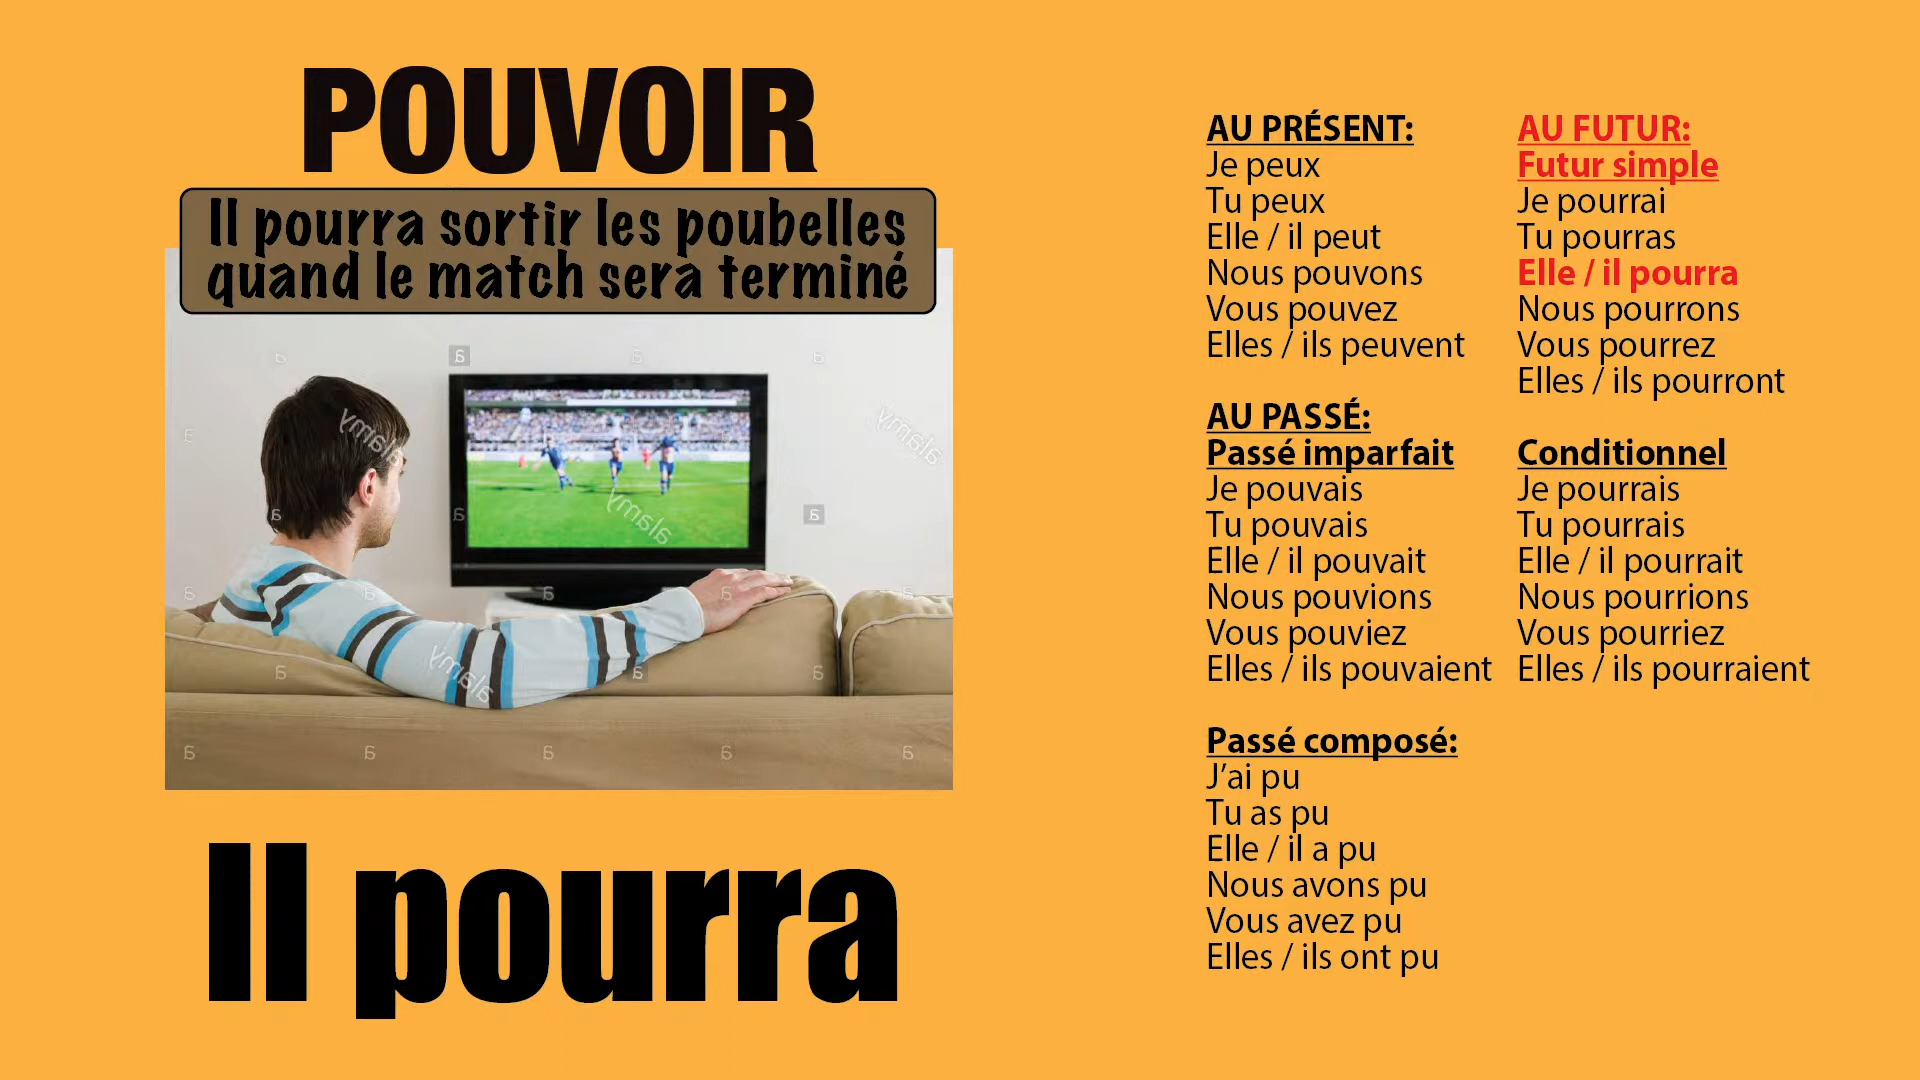 POUVOIR
Il pourra sortir les poubelles
quand le match sera terminé
alamy
alamy
alamy
alamy
Il pourra
AU PRÉSENT:
Je peux
Tu peux
Elle / il peut
Nous pouvons
Vous pouvez
Elles / ils peuvent
AU PASSÉ:
Passé imparfait
Je pouvais
Tu pouvais
Elle / il pouvait
Nous pouvions
Vous pouviez
Elles / ils pouvaient
Passé composé:
J’ai pu
Tu as pu
Elle / il a pu
Nous avons pu
Vous avez pu
Elles / ils ont pu
AU FUTUR:
Futur simple
Je pourrai
Tu pourras
Elle / il pourra
Nous pourrons
Vous pourrez
Elles / ils pourront
Conditionnel
Je pourrais
Tu pourrais
Elle / il pourrait
Nous pourrions
Vous pourriez
Elles / ils pourraient